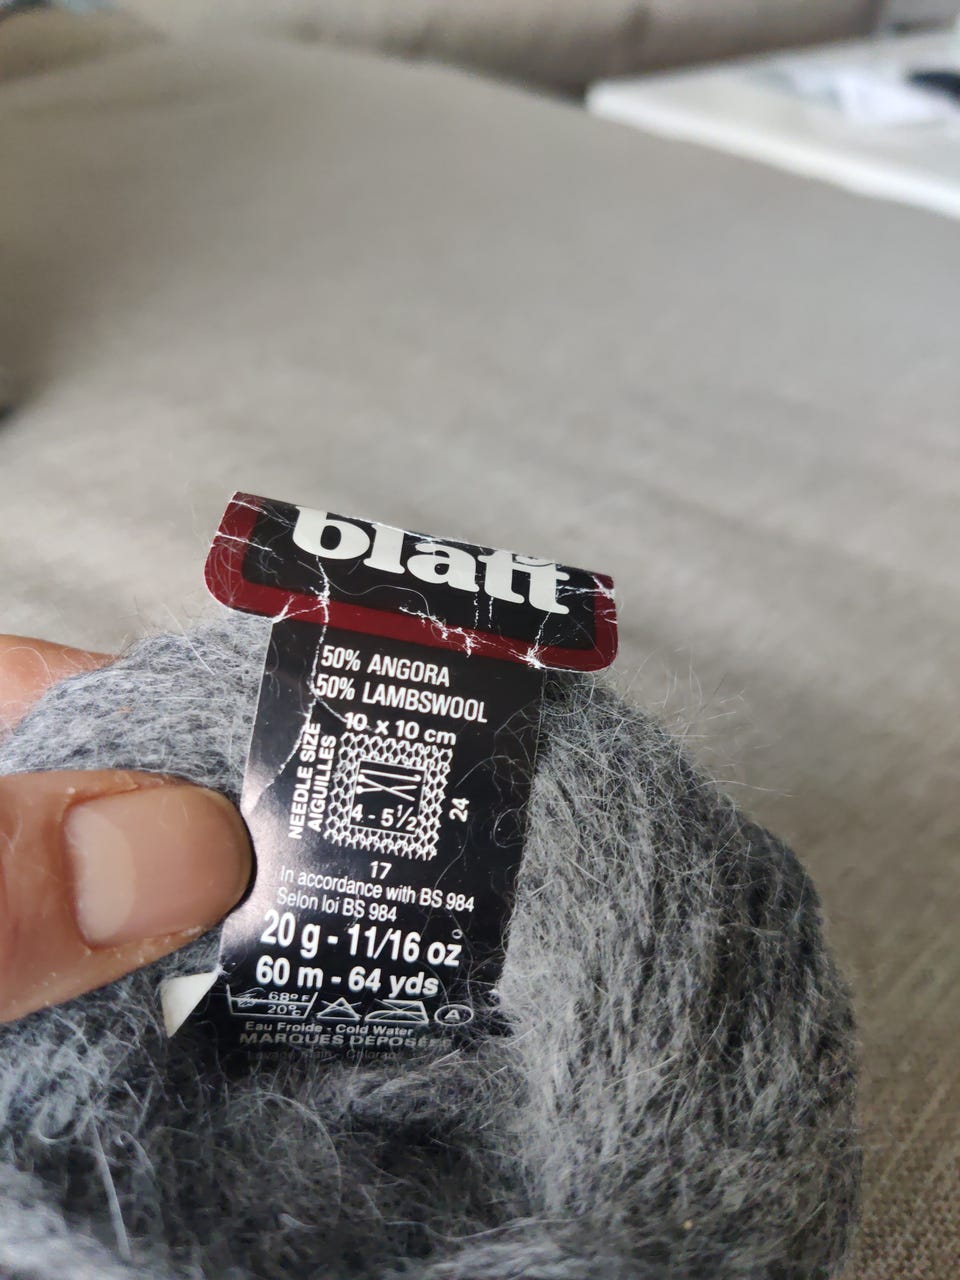 blatt
50% ANGORA
50% LAMBSWOOL
10 x 10 cm
NEEDLE SIZE
AIGUILLES
4 - 5½
24
17
In accordance with BS 984
Selon loi BS 984
20 g - 11/16 oz
60 m - 64 yds
68° F
20°C
A
Eau Froide - Cold Water
MARQUES DEPOSÉES